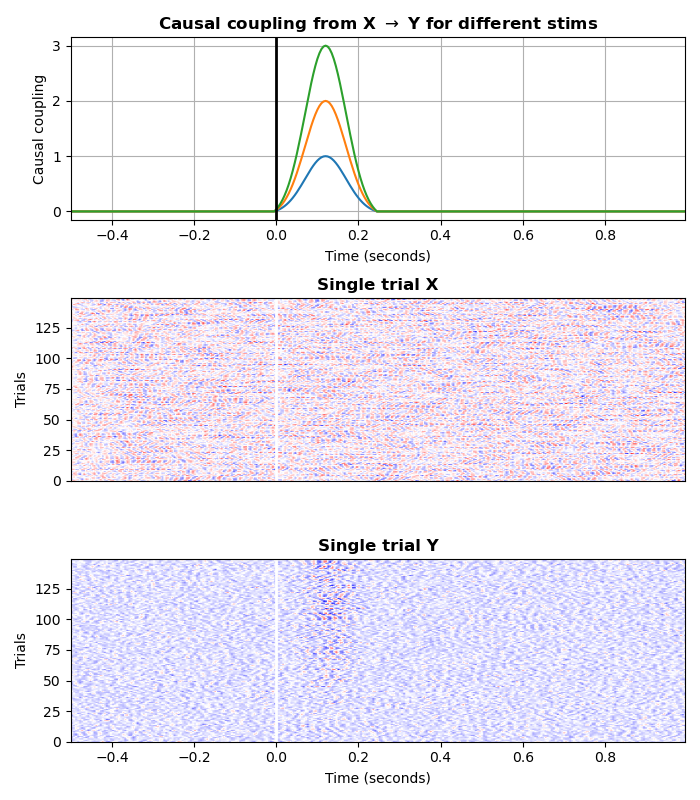 Causal coupling from X → Y for different stims
Causal coupling
3
2
1
0
−0.4 −0.2 0.0 0.2 0.4 0.6 0.8
Time (seconds)
Single trial X
Trials
125
100
75
50
25
0
Single trial Y
Trials
125
100
75
50
25
0
−0.4 −0.2 0.0 0.2 0.4 0.6 0.8
Time (seconds)